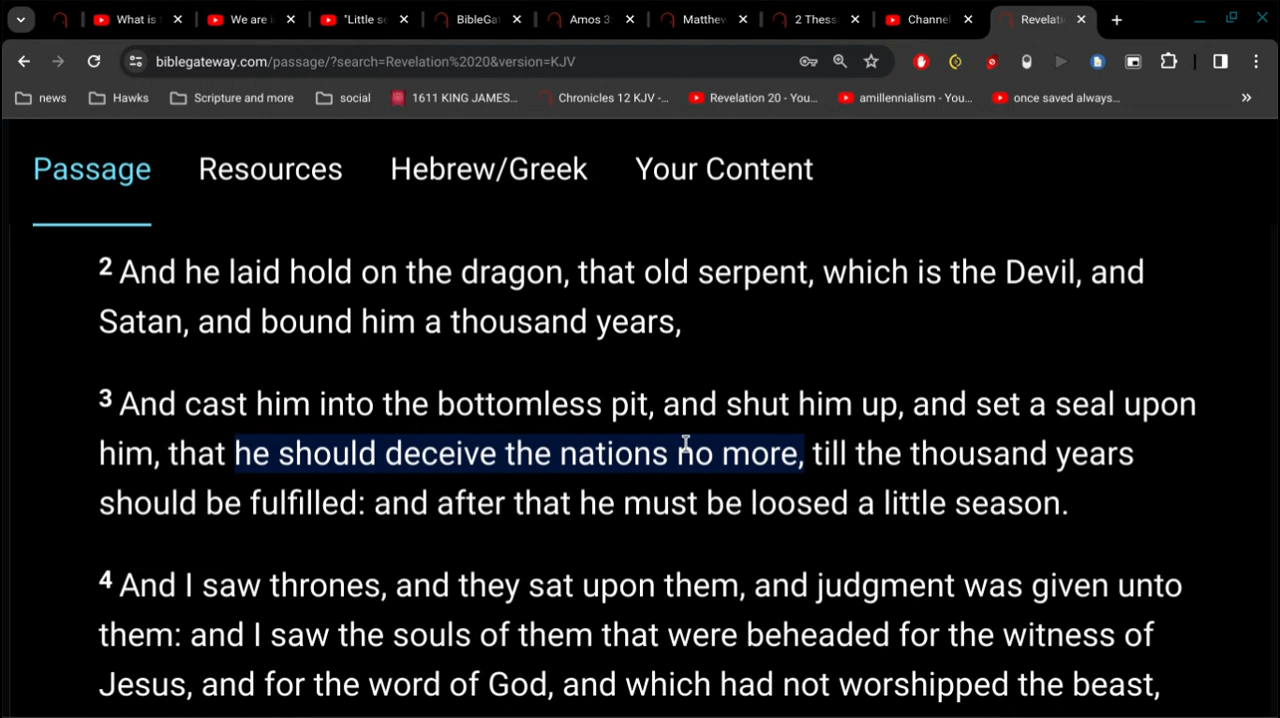 What is
We are i
"Little s
BibleGa
Amos 3:
Matthew
2 Thess
Channel
Revelati
biblegateway.com/passage/?search=Revelation%2020&version=KJV
news
Hawks
Scripture and more
social
1611 KING JAMES...
Chronicles 12 KJV -...
Revelation 20 - You...
amillennialism - You...
once saved always...
Passage
Resources
Hebrew/Greek
Your Content
2 And he laid hold on the dragon, that old serpent, which is the Devil, and
Satan, and bound him a thousand years,
3 And cast him into the bottomless pit, and shut him up, and set a seal upon
him, that he should deceive the nations no more, till the thousand years
should be fulfilled: and after that he must be loosed a little season.
4 And I saw thrones, and they sat upon them, and judgment was given unto
them: and I saw the souls of them that were beheaded for the witness of
Jesus, and for the word of God, and which had not worshipped the beast,